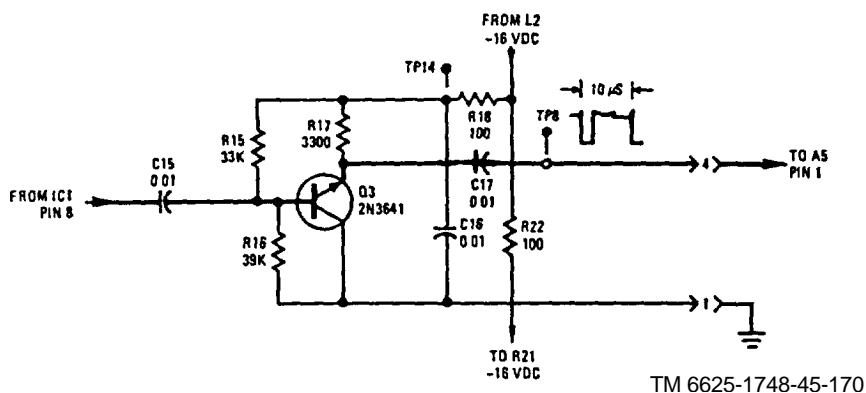 FROM L2
-16 VDC
TP14
10 µS
TP8
R15
33K
R17
3300
R18
100
C15
0.01
FROM IC1
PIN 8
Q3
2N3641
C17
0.01
4
TO A5
PIN 1
R16
39K
C16
0.01
R22
100
1
TO R21
-16 VDC
TM 6625-1748-45-170